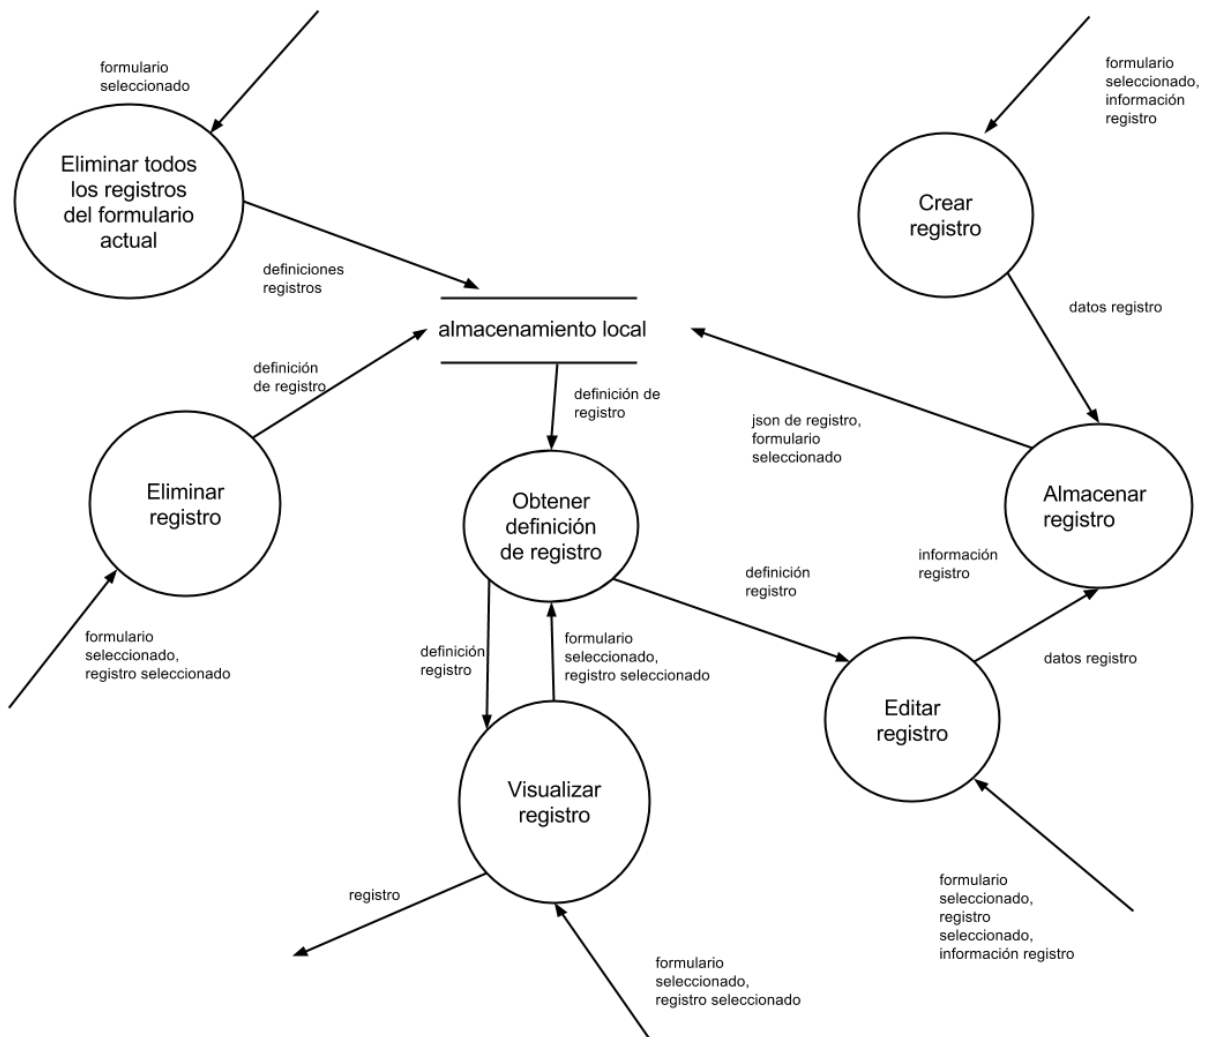 formulario
seleccionado
Eliminar todos
los registros
del formulario
actual
definiciones
registros
formulario
seleccionado,
información
registro
Crear
registro
datos registro
almacenamiento local
definición
de registro
definición de
registro
json de registro,
formulario
seleccionado
Eliminar
registro
Obtener
definición
de registro
Almacenar
registro
información
registro
definición
registro
formulario
seleccionado,
registro seleccionado
definición
registro
formulario
seleccionado,
registro seleccionado
datos registro
Editar
registro
Visualizar
registro
registro
formulario
seleccionado,
registro
seleccionado,
información registro
formulario
seleccionado,
registro seleccionado